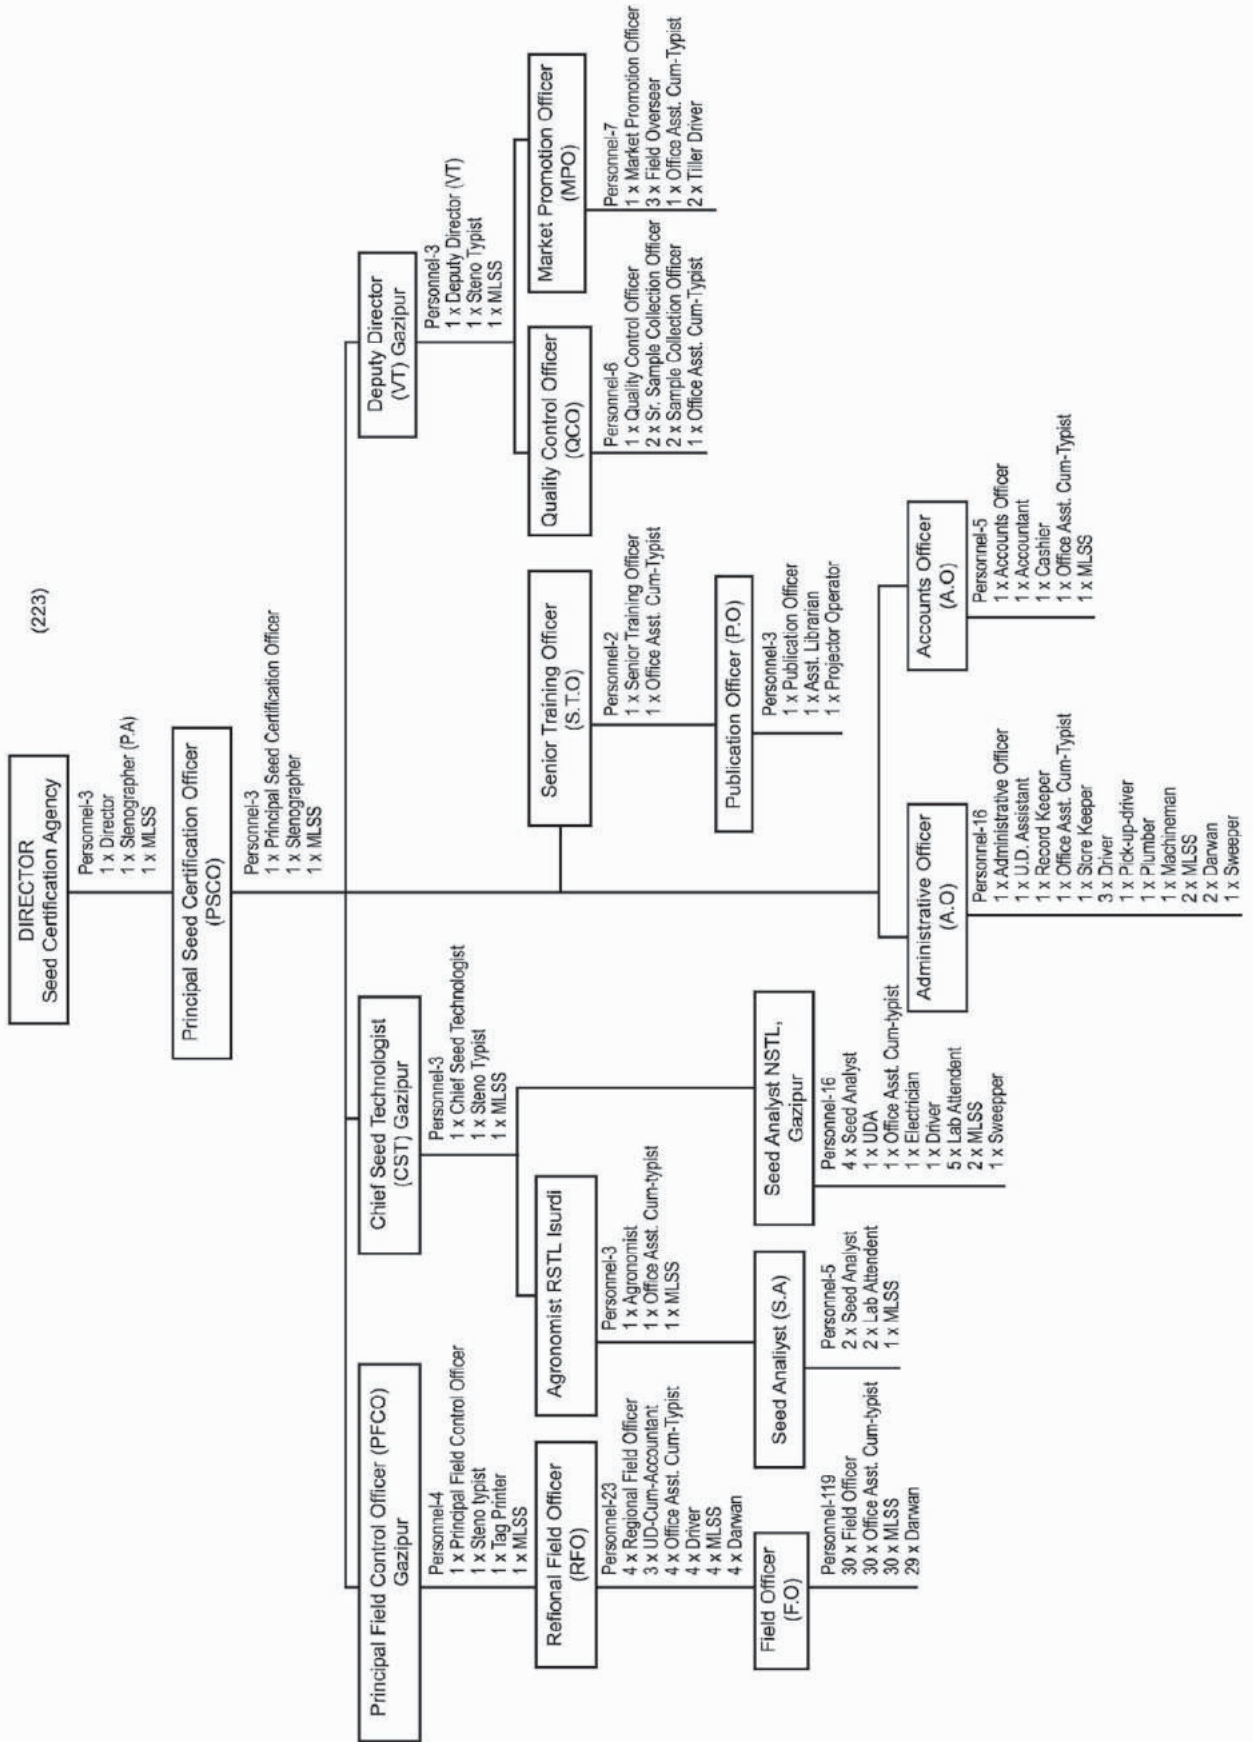 (223)
DIRECTOR
Seed Certification Agency
Personnel-3
1 x Director
1 x Stenographer (P.A)
1 x MLSS
Principal Seed Certification Officer
(PSCO)
Personnel-3
1 x Principal Seed Certification Officer
1 x Stenographer
1 x MLSS
Principal Field Control Officer (PFCO)
Gazipur
Personnel-4
1 x Principal Field Control Officer
1 x Steno typist
1 x Tag Printer
1 x MLSS
Refional Field Officer
(RFO)
Personnel-23
4 x Regional Field Officer
3 x UD-Cum-Accountant
4 x Office Asst. Cum-Typist
4 x Driver
4 x MLSS
4 x Darwan
Field Officer
(F.O)
Personnel-119
30 x Field Officer
30 x Office Asst. Cum-typist
30 x MLSS
29 x Darwan
Chief Seed Technologist
(CST) Gazipur
Personnel-3
1 x Chief Seed Technologist
1 x Steno Typist
1 x MLSS
Agronomist RSTL Isurdi
Personnel-3
1 x Agronomist
1 x Office Asst. Cum-typist
1 x MLSS
Seed Analiyst (S.A)
Personnel-5
2 x Seed Analyst
2 x Lab Attendent
1 x MLSS
Seed Analyst NSTL,
Gazipur
Personnel-16
4 x Seed Analyst
1 x UDA
1 x Office Asst. Cum-typist
1 x Electrician
1 x Driver
5 x Lab Attendent
2 x MLSS
1 x Sweepper
Senior Training Officer
(S.T.O)
Personnel-2
1 x Senior Training Officer
1 x Office Asst. Cum-Typist
Publication Officer (P.O)
Personnel-3
1 x Publication Officer
1 x Asst. Librarian
1 x Projector Operator
Administrative Officer
(A.O)
Personnel-16
1 x Administrative Officer
1 x U.D. Assistant
1 x Record Keeper
1 x Office Asst. Cum-Typist
1 x Store Keeper
3 x Driver
1 x Pick-up-driver
1 x Plumber
1 x Machineman
2 x MLSS
2 x Darwan
1 x Sweeper
Accounts Officer
(A.O)
Personnel-5
1 x Accounts Officer
1 x Accountant
1 x Cashier
1 x Office Asst. Cum-Typist
1 x MLSS
Deputy Director
(VT) Gazipur
Personnel-3
1 x Deputy Director (VT)
1 x Steno Typist
1 x MLSS
Quality Control Officer
(QCO)
Personnel-6
1 x Quality Control Officer
2 x Sr. Sample Collection Officer
2 x Sample Collection Officer
1 x Office Asst. Cum-Typist
Market Promotion Officer
(MPO)
Personnel-7
1 x Market Promotion Officer
3 x Field Overseer
1 x Office Asst. Cum-Typist
2 x Tiller Driver